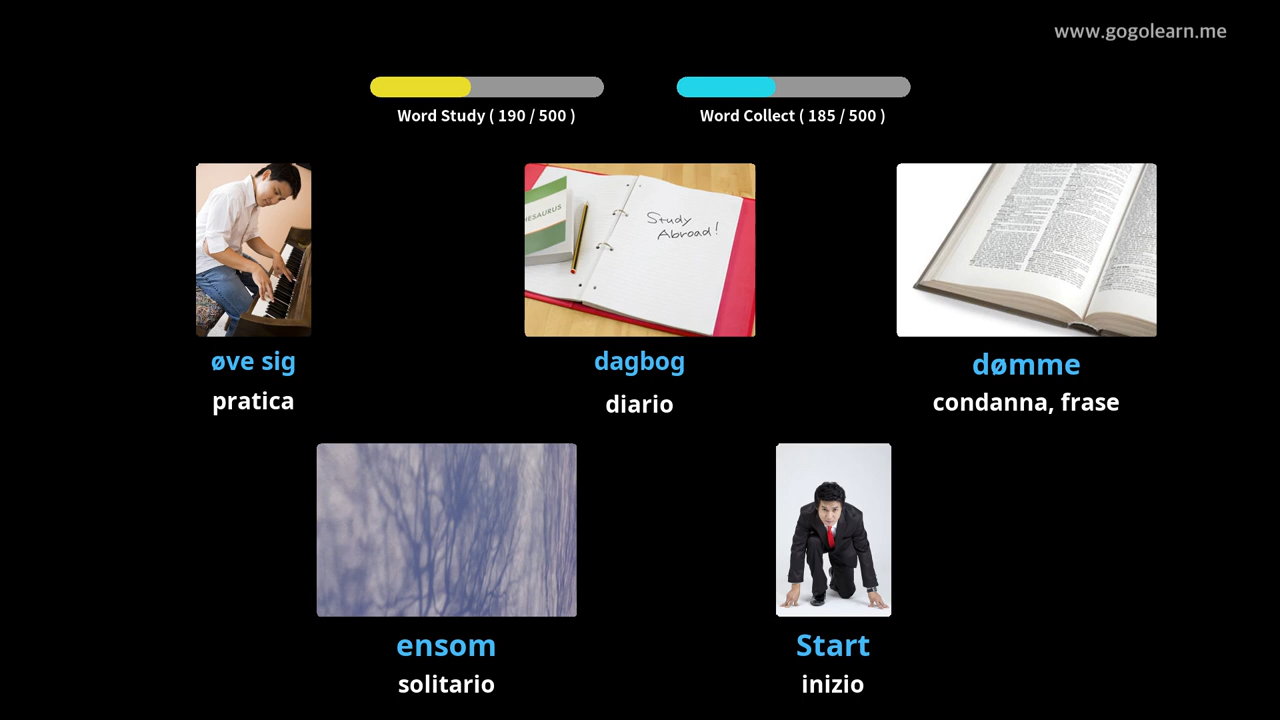 www.gogolearn.me
Word Study ( 190 / 500 )
Word Collect ( 185 / 500 )
ESAURUS
Study
Abroad!
øve sig
pratica
dagbog
diario
dømme
condanna, frase
ensom
solitario
Start
inizio